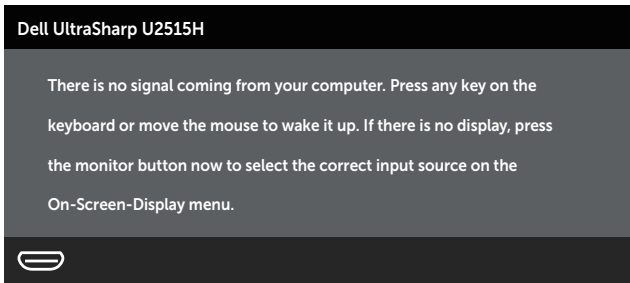 Dell UltraSharp U2515H
There is no signal coming from your computer. Press any key on the
keyboard or move the mouse to wake it up. If there is no display, press
the monitor button now to select the correct input source on the
On-Screen-Display menu.